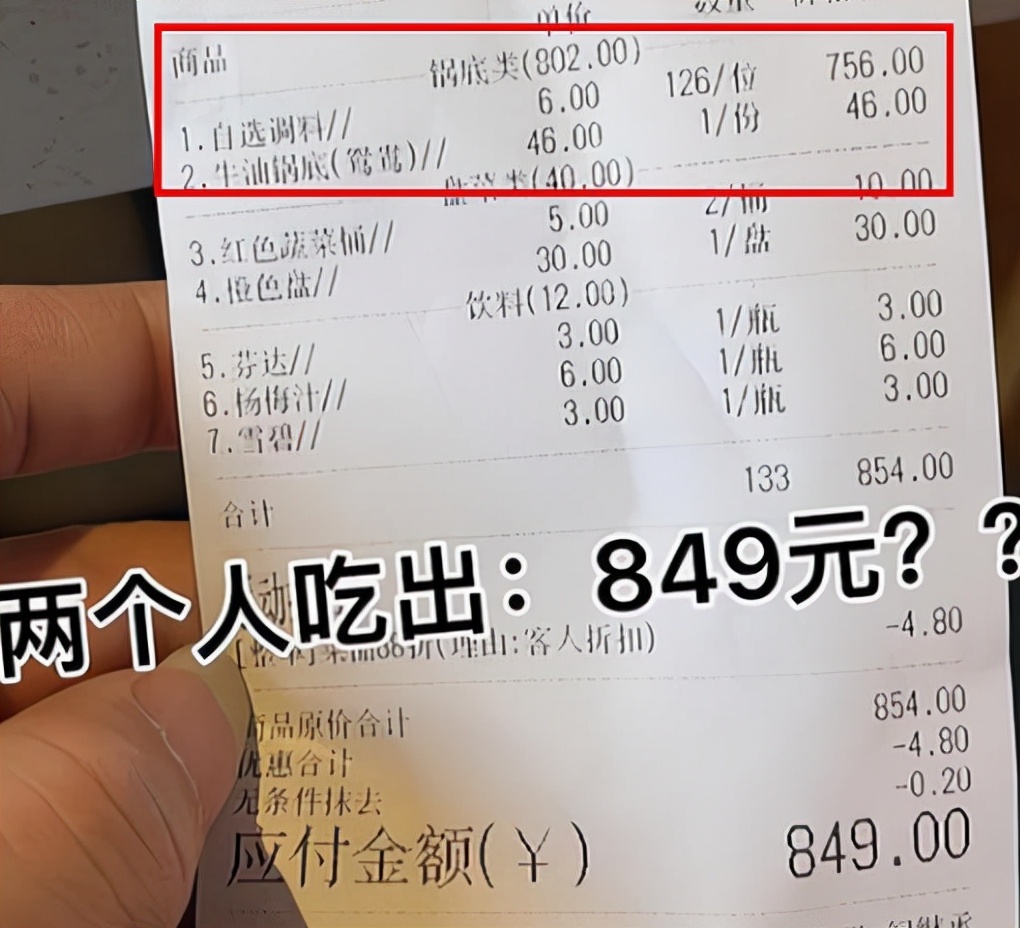 单价
商品
锅底类(802.00)
1.自选调料// 6.00 126/位 756.00
2.牛油锅底(鸳鸯)// 46.00 1/份 46.00
(40.00)
3.红色蔬菜桶// 5.00 2/桶 10.00
4.橙色盘// 30.00 1/盘 30.00
饮料(12.00)
5.芬达// 3.00 1/瓶 3.00
6.杨梅汁// 6.00 1/瓶 6.00
7.雪碧// 3.00 1/瓶 3.00
合计 133 854.00
两个人吃出：849元？？
(理由:客人折扣) -4.80
商品原价合计 854.00
优惠合计 -4.80
无条件抹去 -0.20
应付金额(￥) 849.00